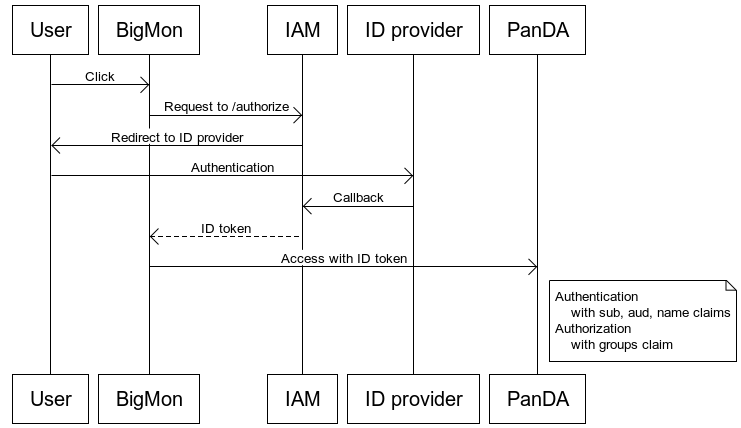 User
BigMon
IAM
ID provider
PanDA
Click
Request to /authorize
Redirect to ID provider
Authentication
Callback
ID token
Access with ID token
Authentication
with sub, aud, name claims
Authorization
with groups claim
User
BigMon
IAM
ID provider
PanDA